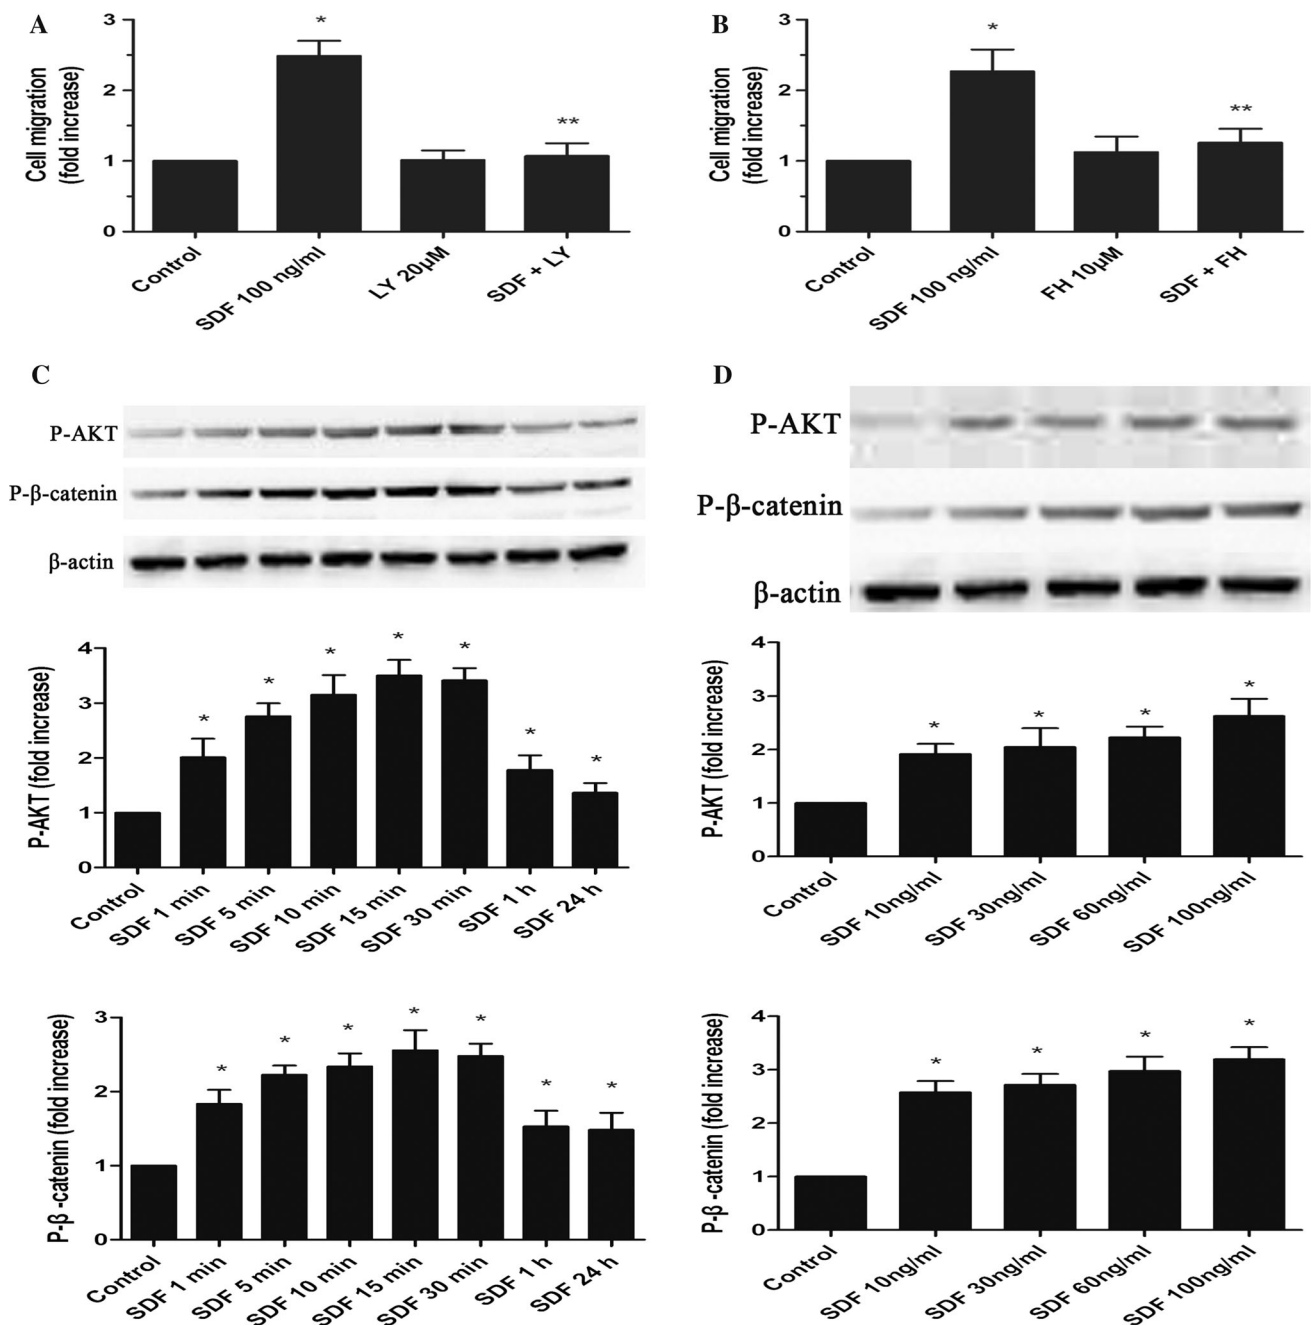 A
Cell migration
(fold increase)
3
*
2
**
1
0
Control
SDF 100 ng/ml
LY 20µM
SDF + LY
B
Cell migration
(fold increase)
3
*
2
**
1
0
Control
SDF 100 ng/ml
FH 10µM
SDF + FH
C
P-AKT
P-β-catenin
β-actin
P-AKT (fold increase)
4
3
2
1
0
* * * * * * *
Control
SDF 1 min
SDF 5 min
SDF 10 min
SDF 15 min
SDF 30 min
SDF 1 h
SDF 24 h
P-β -catenin (fold increase)
3
2
1
0
* * * * * * *
Control
SDF 1 min
SDF 5 min
SDF 10 min
SDF 15 min
SDF 30 min
SDF 1 h
SDF 24 h
D
P-AKT
P-β-catenin
β-actin
P-AKT (fold increase)
4
3
2
1
0
* * * *
Control
SDF 10ng/ml
SDF 30ng/ml
SDF 60ng/ml
SDF 100ng/ml
P-β -catenin (fold increase)
4
3
2
1
0
* * * *
Control
SDF 10ng/ml
SDF 30ng/ml
SDF 60ng/ml
SDF 100ng/ml